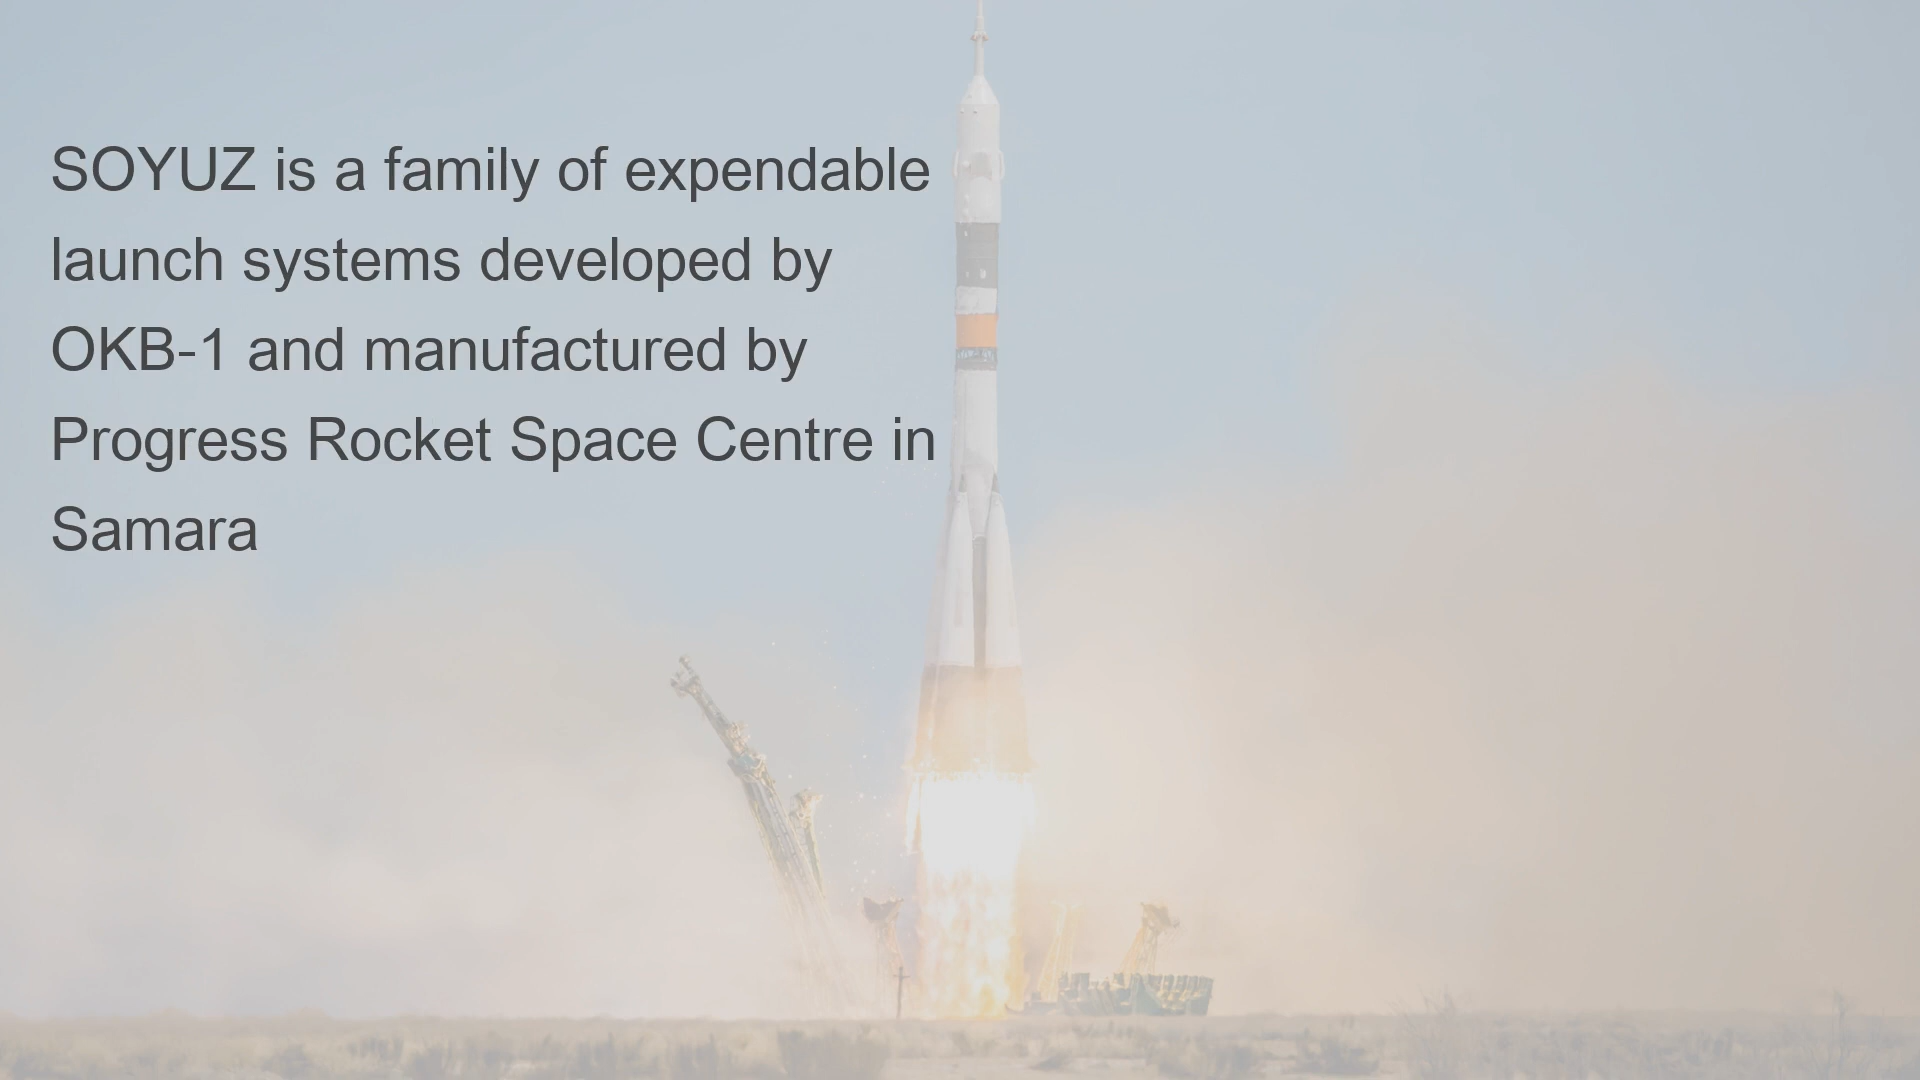 SOYUZ is a family of expendable
launch systems developed by
OKB-1 and manufactured by
Progress Rocket Space Centre in
Samara